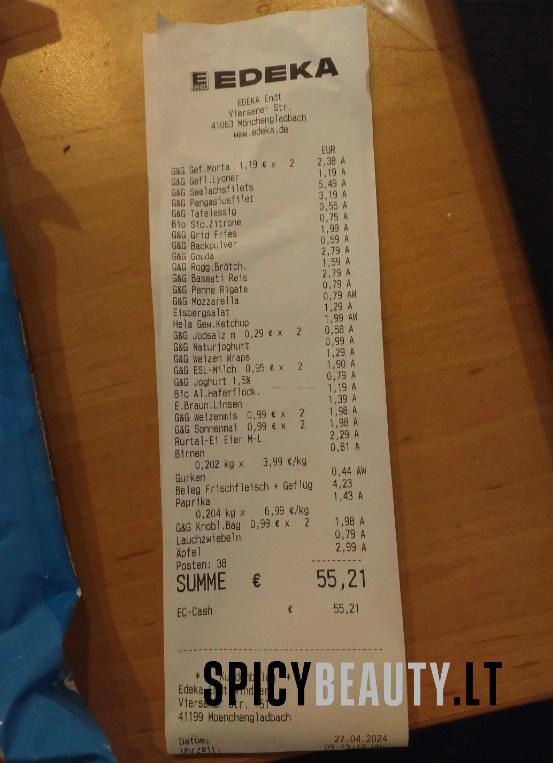 EDEKA
EDEKA Endt
Viersener Str.
41063 Mönchengladbach
www.edeka.de
EUR
G&G Gef.Morta 1,19 € x 2 2,38 A
G&G Gefl.Lyoner 1,19 A
G&G Seelachsfilets 5,49 A
G&G Pangasiusfilet 3,19 A
G&G Tafelessig 0,55 A
Bio Siz.Zitrone 0,75 A
G&G Grid Fries 1,99 A
G&G Backpulver 0,59 A
G&G Gouda 2,79 A
G&G Rogg.Brötch. 1,59 A
G&G Basmati Reis 2,79 A
G&G Penne Rigate 0,79 A
G&G Mozzarella 0,79 AW
Eisbergsalat 1,29 A
Hela Gew.Ketchup 1,99 AW
G&G Jodsalz m 0,29 € x 2 0,58 A
G&G Naturjoghurt 0,99 A
G&G Weizen Wraps 1,29 A
G&G ESL-Milch 0,95 € x 2 1,90 A
G&G Joghurt 1,5% 0,79 A
Bio Al.Haferflock. 1,19 A
E.Braun.Linsen 1,39 A
G&G Weizenmis 0,99 € x 2 1,98 A
G&G Sonnenmai 0,99 € x 2 1,98 A
Rurtal-Ei Eier M-L 2,29 A
Birnen 0,81 A
0,202 kg x 3,99 €/kg
Gurken 0,44 AW
Beleg Frischfleisch + Geflüg 4,23
Paprika 1,43 A
0,204 kg x 6,99 €/kg
G&G Knobl.Bag 0,99 € x 2 1,98 A
Lauchzwiebeln 0,79 A
Äpfel 2,99 A
Posten: 38
SUMME € 55,21
EC-Cash € 55,21
Edeka
Str.
41199 Moenchengladbach
SPICYBEAUTY.LT
Datum: 27.04.2024
Uhrzeit: